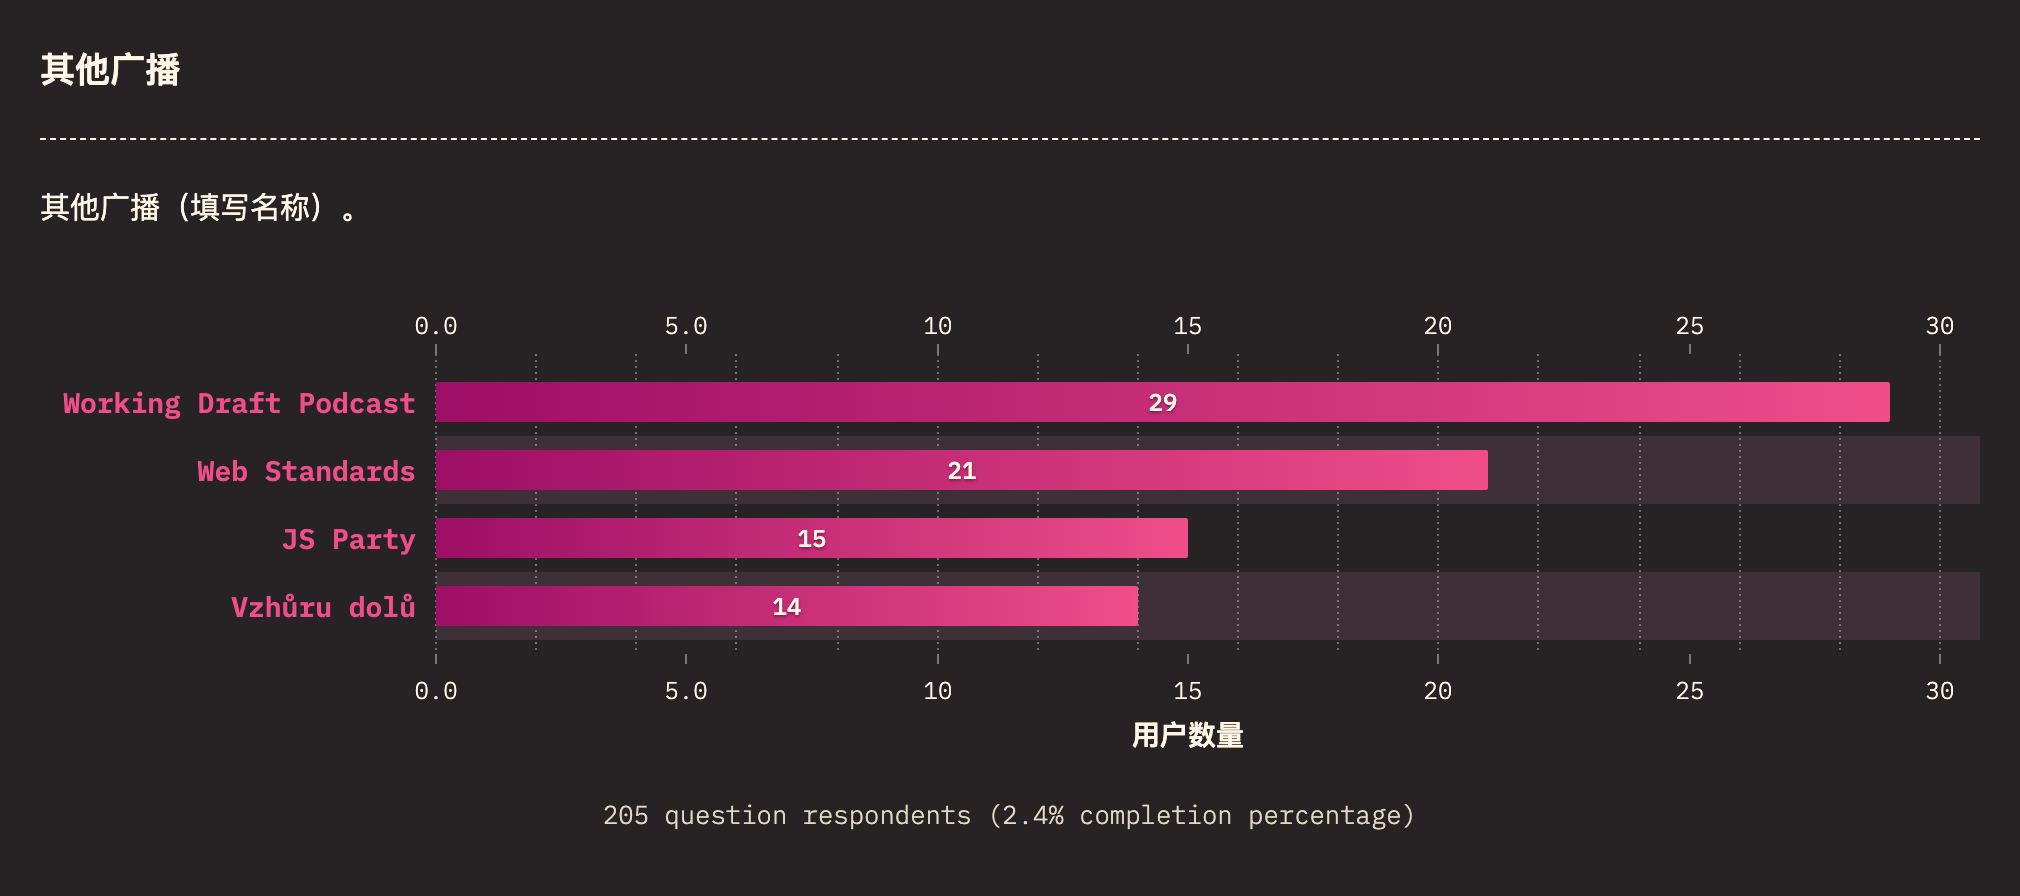 其他广播
其他广播（填写名称）。
0.0 5.0 10 15 20 25 30
Working Draft Podcast 29
Web Standards 21
JS Party 15
Vzhůru dolů 14
0.0 5.0 10 15 20 25 30
用户数量
205 question respondents (2.4% completion percentage)